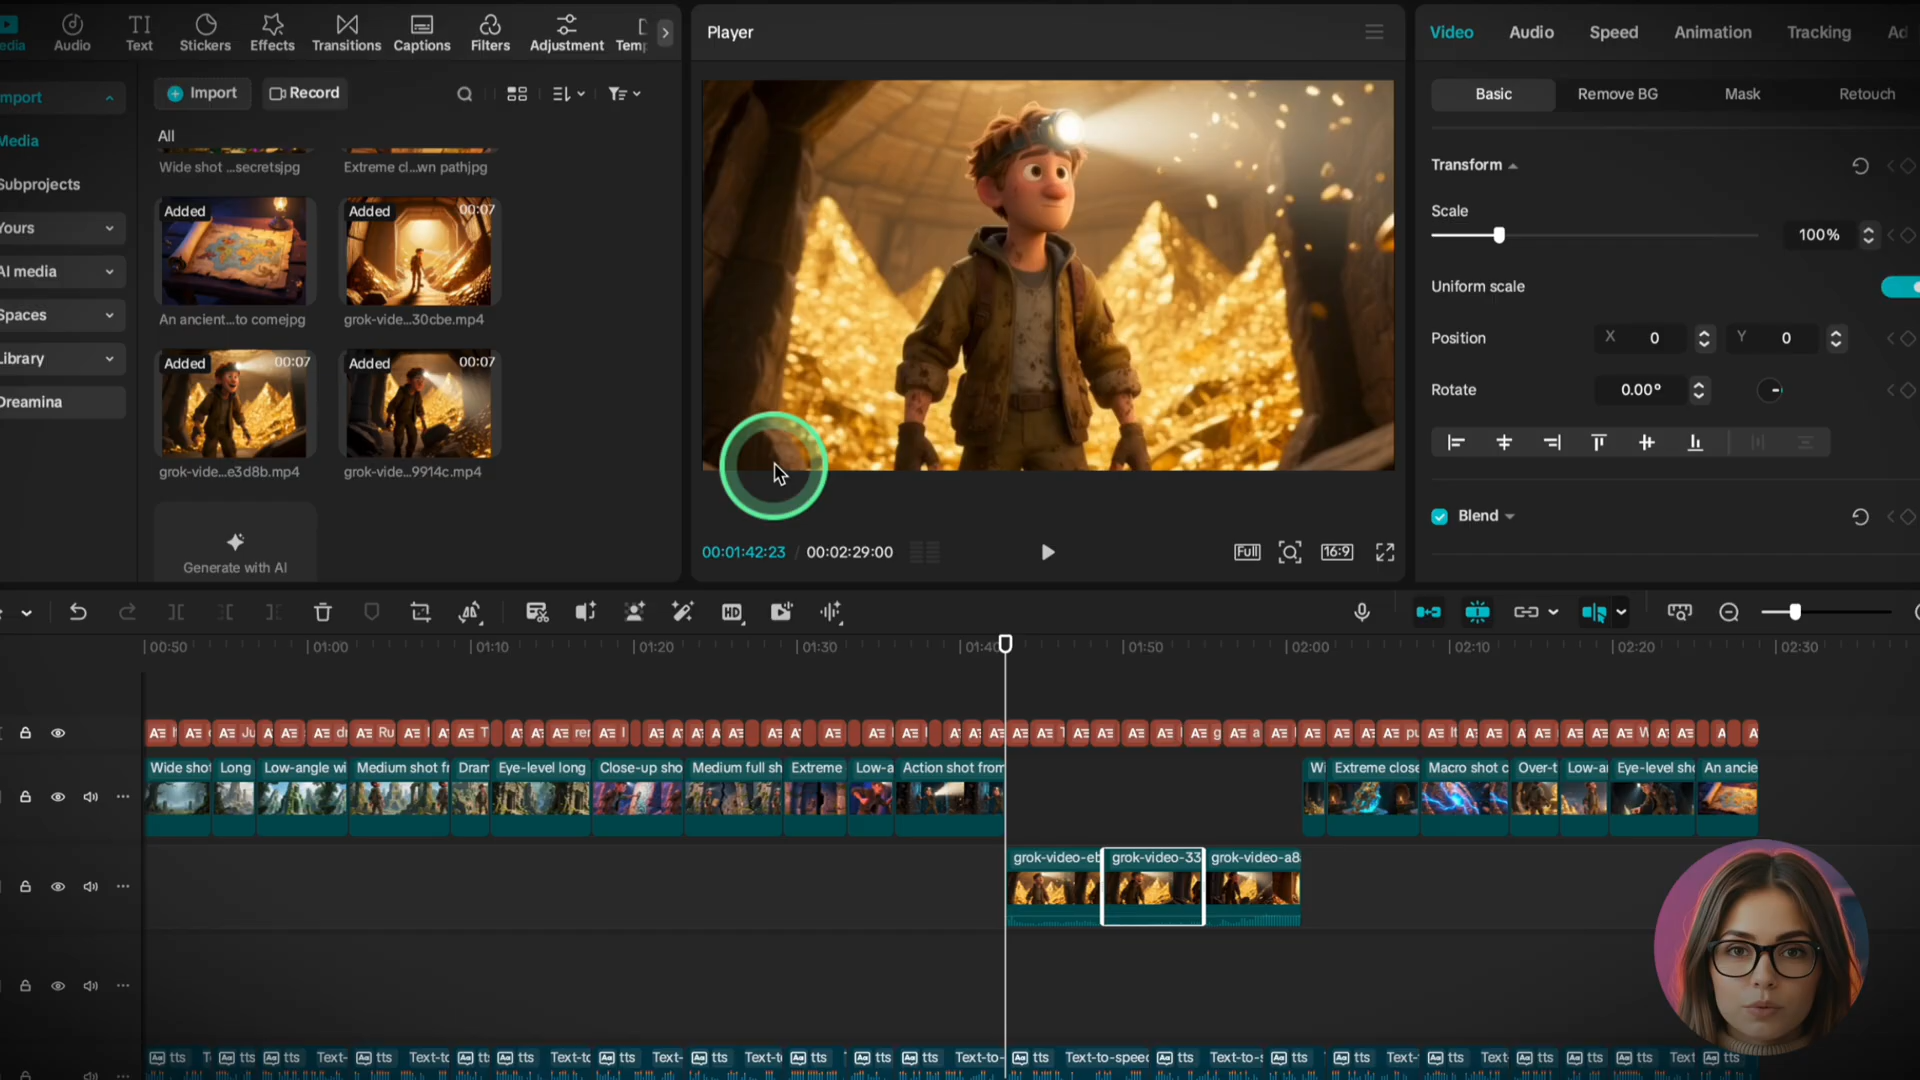 edia
Audio
Text
Stickers
Effects
Transitions
Captions
Filters
Adjustment
Tem
Player
Video
Audio
Speed
Animation
Tracking
Ad
mport
Import
Record
Basic
Remove BG
Mask
Retouch
All
Media
Wide shot ...secretsjpg
Extreme cl...wn pathjpg
Transform
Subprojects
Added
Added
00:07
Scale
100%
Yours
AI media
Uniform scale
Spaces
An ancient...to comejpg
grok-vide...30cbe.mp4
Position
X
0
Y
0
Library
Added
00:07
Added
00:07
Rotate
0.00°
Dreamina
grok-vide...e3d8b.mp4
grok-vide...9914c.mp4
Blend
Generate with AI
00:01:42:23 / 00:02:29:00
Full
16:9
HD
00:50
01:00
01:10
01:20
01:30
01:40
01:50
02:00
02:10
02:20
02:30
Wide shot
Long
Low-angle wi
Medium shot fr
Dram
Eye-level long
Close-up sho
Medium full sh
Extreme
Low-a
Action shot from
Wi
Extreme close
Macro shot c
Over-t
Low-a
Eye-level sho
An ancie
grok-video-eb
grok-video-33
grok-video-a8
tts
tts
tts
Text-
tts
Text-to
tts
tts
Text-to
tts
Text-
tts
Text-t
tts
tts
tts
Text-to-
tts
Text-to-speec
tts
Text-to-s
tts
tts
Text-
tts
Text-
tts
tts
tts
Text
tts